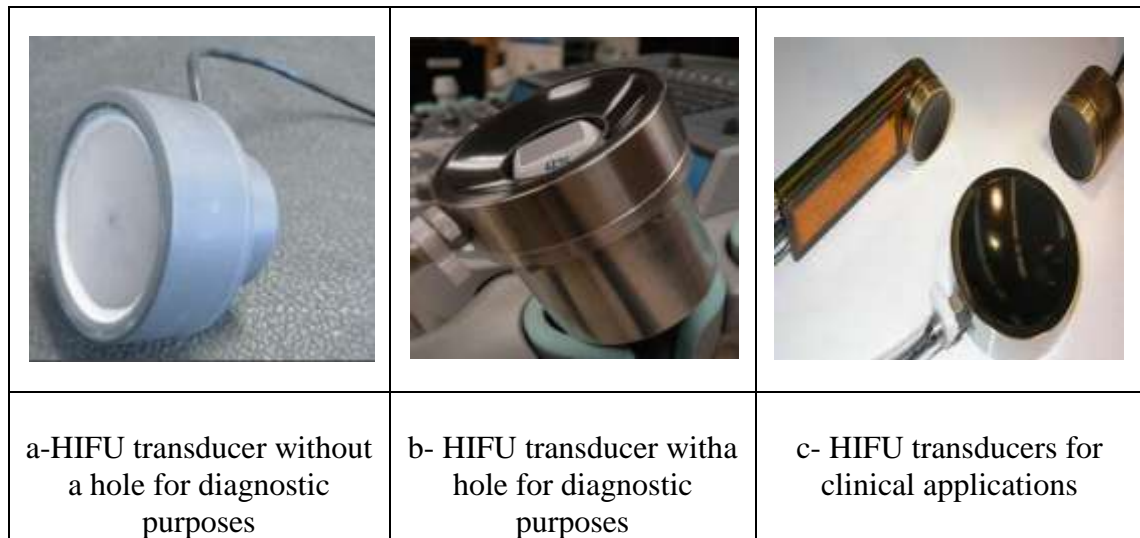 a-HIFU transducer without
a hole for diagnostic
purposes
b- HIFU transducer witha
hole for diagnostic
purposes
c- HIFU transducers for
clinical applications